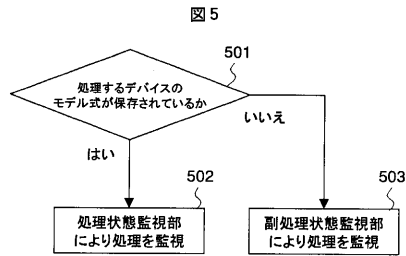 図5
501
処理するデバイスの
モデル式が保存されているか
いいえ
はい
502
503
処理状態監視部
により処理を監視
副処理状態監視部
により処理を監視